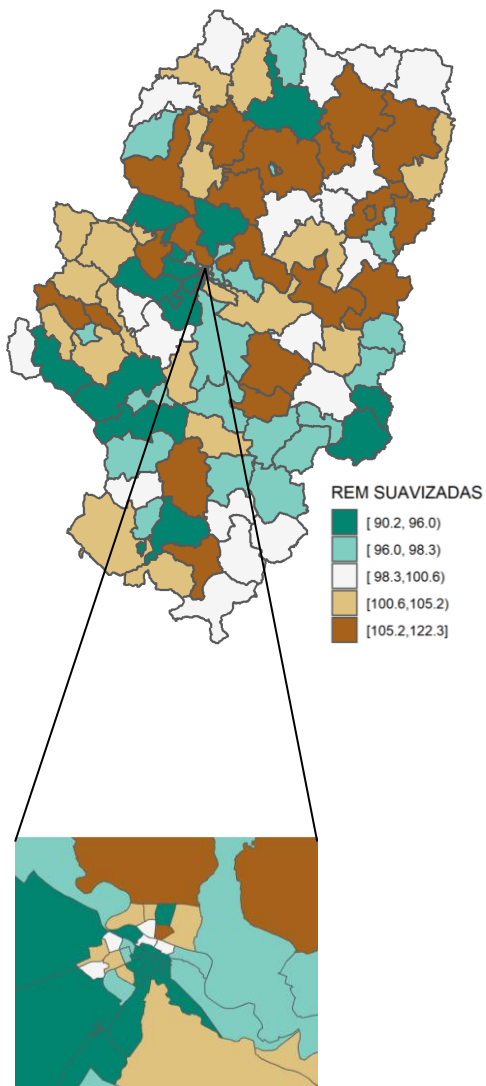 REM SUAVIZADAS
[ 90.2, 96.0)
[ 96.0, 98.3)
[ 98.3,100.6)
[100.6,105.2)
[105.2,122.3]